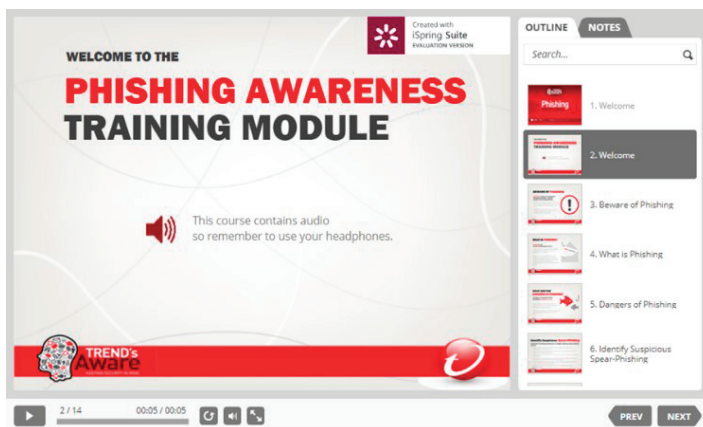 Created with
iSpring Suite
EVALUATION VERSION
WELCOME TO THE
PHISHING AWARENESS
TRAINING MODULE
This course contains audio
so remember to use your headphones.
TREND's
Aware
OUTLINE
NOTES
Search...
Phishing
1. Welcome
2. Welcome
3. Beware of Phishing
4. What is Phishing
5. Dangers of Phishing
6. Identify Suspicious
Spear-Phishing
2 / 14
00:05 / 00:05
PREV
NEXT